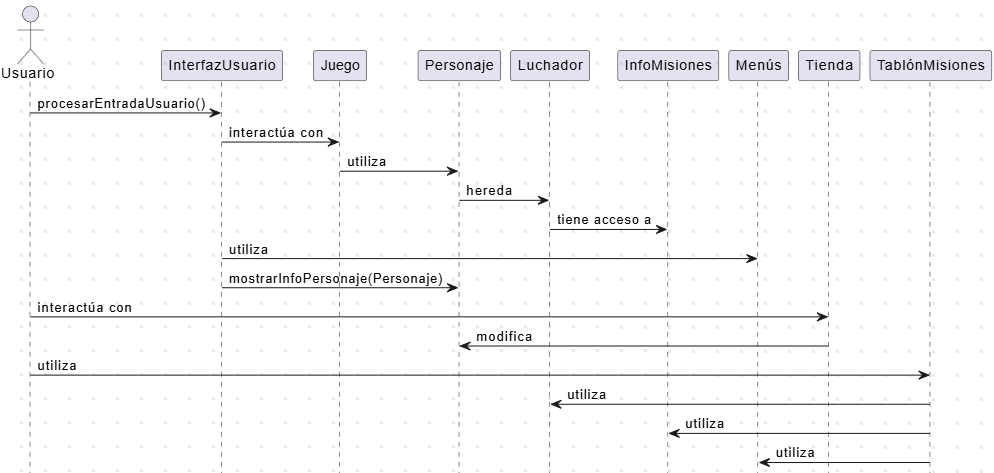 Usuario
InterfazUsuario
Juego
Personaje
Luchador
InfoMisiones
Menús
Tienda
TablónMisiones
procesarEntradaUsuario()
interactúa con
utiliza
hereda
tiene acceso a
utiliza
mostrarInfoPersonaje(Personaje)
interactúa con
modifica
utiliza
utiliza
utiliza
utiliza